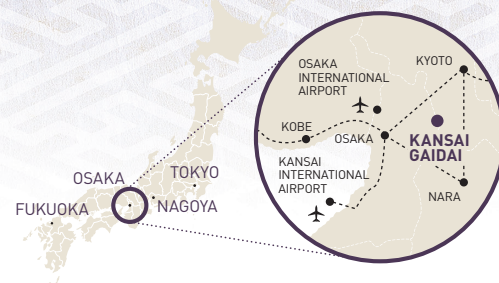 OSAKA
TOKYO
FUKUOKA
NAGOYA
OSAKA
INTERNATIONAL
AIRPORT
KYOTO
KOBE
OSAKA
KANSAI
GAIDAI
KANSAI
INTERNATIONAL
AIRPORT
NARA